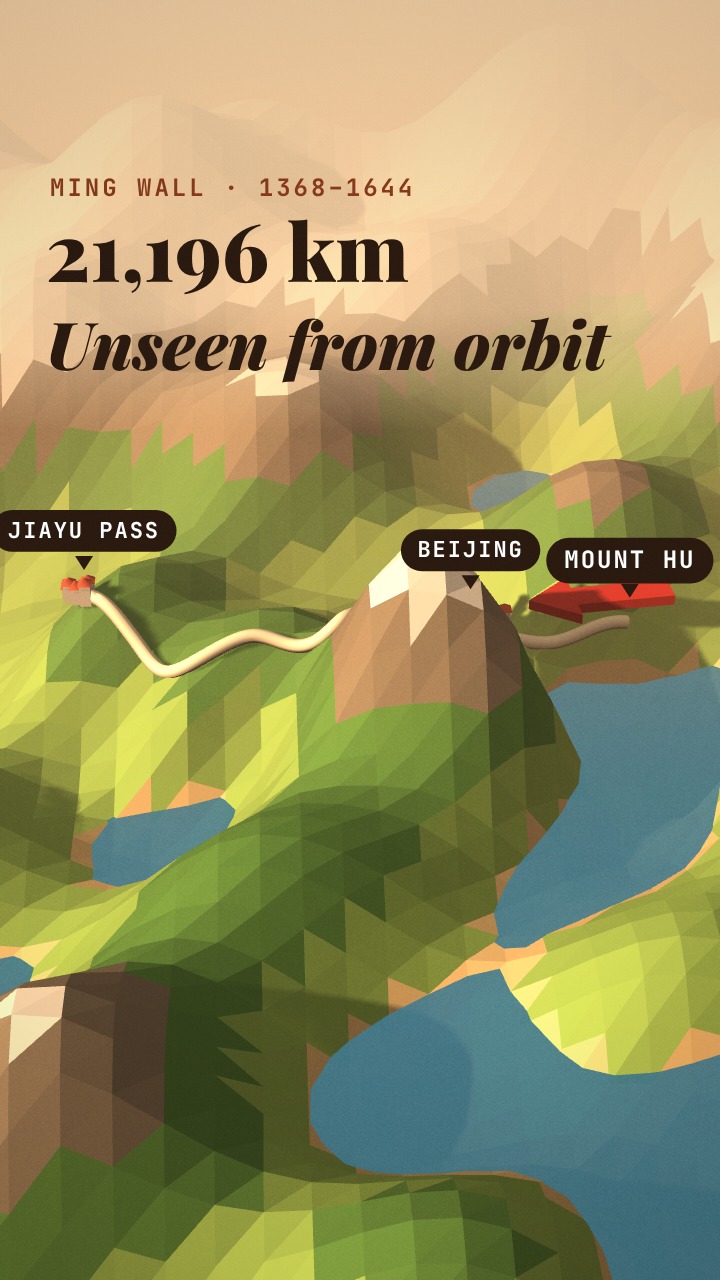 MING WALL · 1368–1644
21,196 km
Unseen from orbit
JIAYU PASS
BEIJING
MOUNT HU